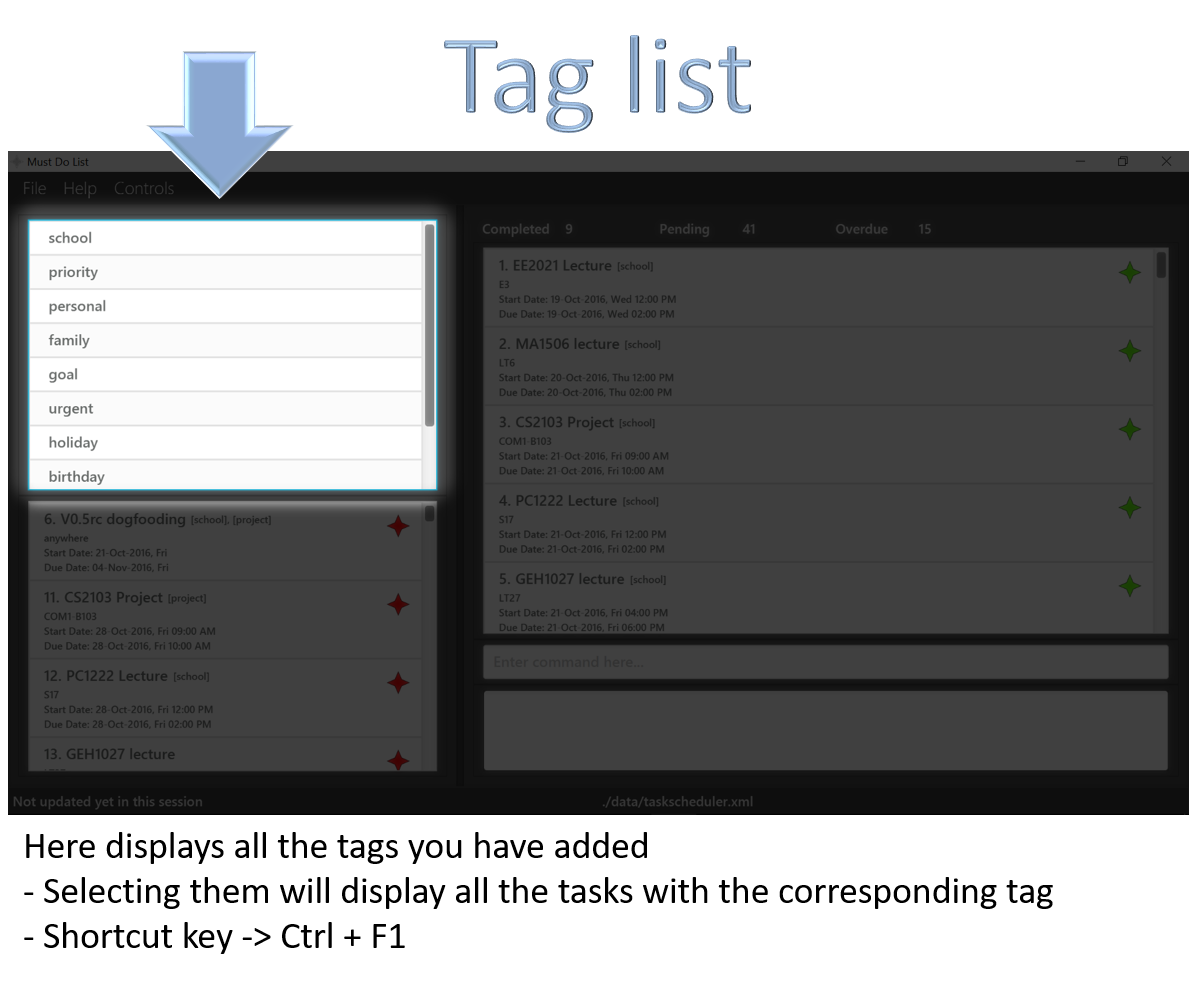 Tag list
Must Do List
File Help Controls
school
priority
personal
family
goal
urgent
holiday
birthday
6. V0.5rc dogfooding [school], [project]
anywhere
Start Date: 21-Oct-2016, Fri
Due Date: 04-Nov-2016, Fri
11. CS2103 Project [project]
COM1-B103
Start Date: 28-Oct-2016, Fri 09:00 AM
Due Date: 28-Oct-2016, Fri 10:00 AM
12. PC1222 Lecture [school]
S17
Start Date: 28-Oct-2016, Fri 12:00 PM
Due Date: 28-Oct-2016, Fri 02:00 PM
13. GEH1027 lecture
Completed 9 Pending 41 Overdue 15
1. EE2021 Lecture [school]
E3
Start Date: 19-Oct-2016, Wed 12:00 PM
Due Date: 19-Oct-2016, Wed 02:00 PM
2. MA1506 lecture [school]
LT6
Start Date: 20-Oct-2016, Thu 12:00 PM
Due Date: 20-Oct-2016, Thu 02:00 PM
3. CS2103 Project [school]
COM1-B103
Start Date: 21-Oct-2016, Fri 09:00 AM
Due Date: 21-Oct-2016, Fri 10:00 AM
4. PC1222 Lecture [school]
S17
Start Date: 21-Oct-2016, Fri 12:00 PM
Due Date: 21-Oct-2016, Fri 02:00 PM
5. GEH1027 lecture [school]
LT27
Start Date: 21-Oct-2016, Fri 04:00 PM
Due Date: 21-Oct-2016, Fri 06:00 PM
Enter command here...
Not updated yet in this session ./data/taskscheduler.xml
Here displays all the tags you have added
- Selecting them will display all the tasks with the corresponding tag
- Shortcut key -> Ctrl + F1